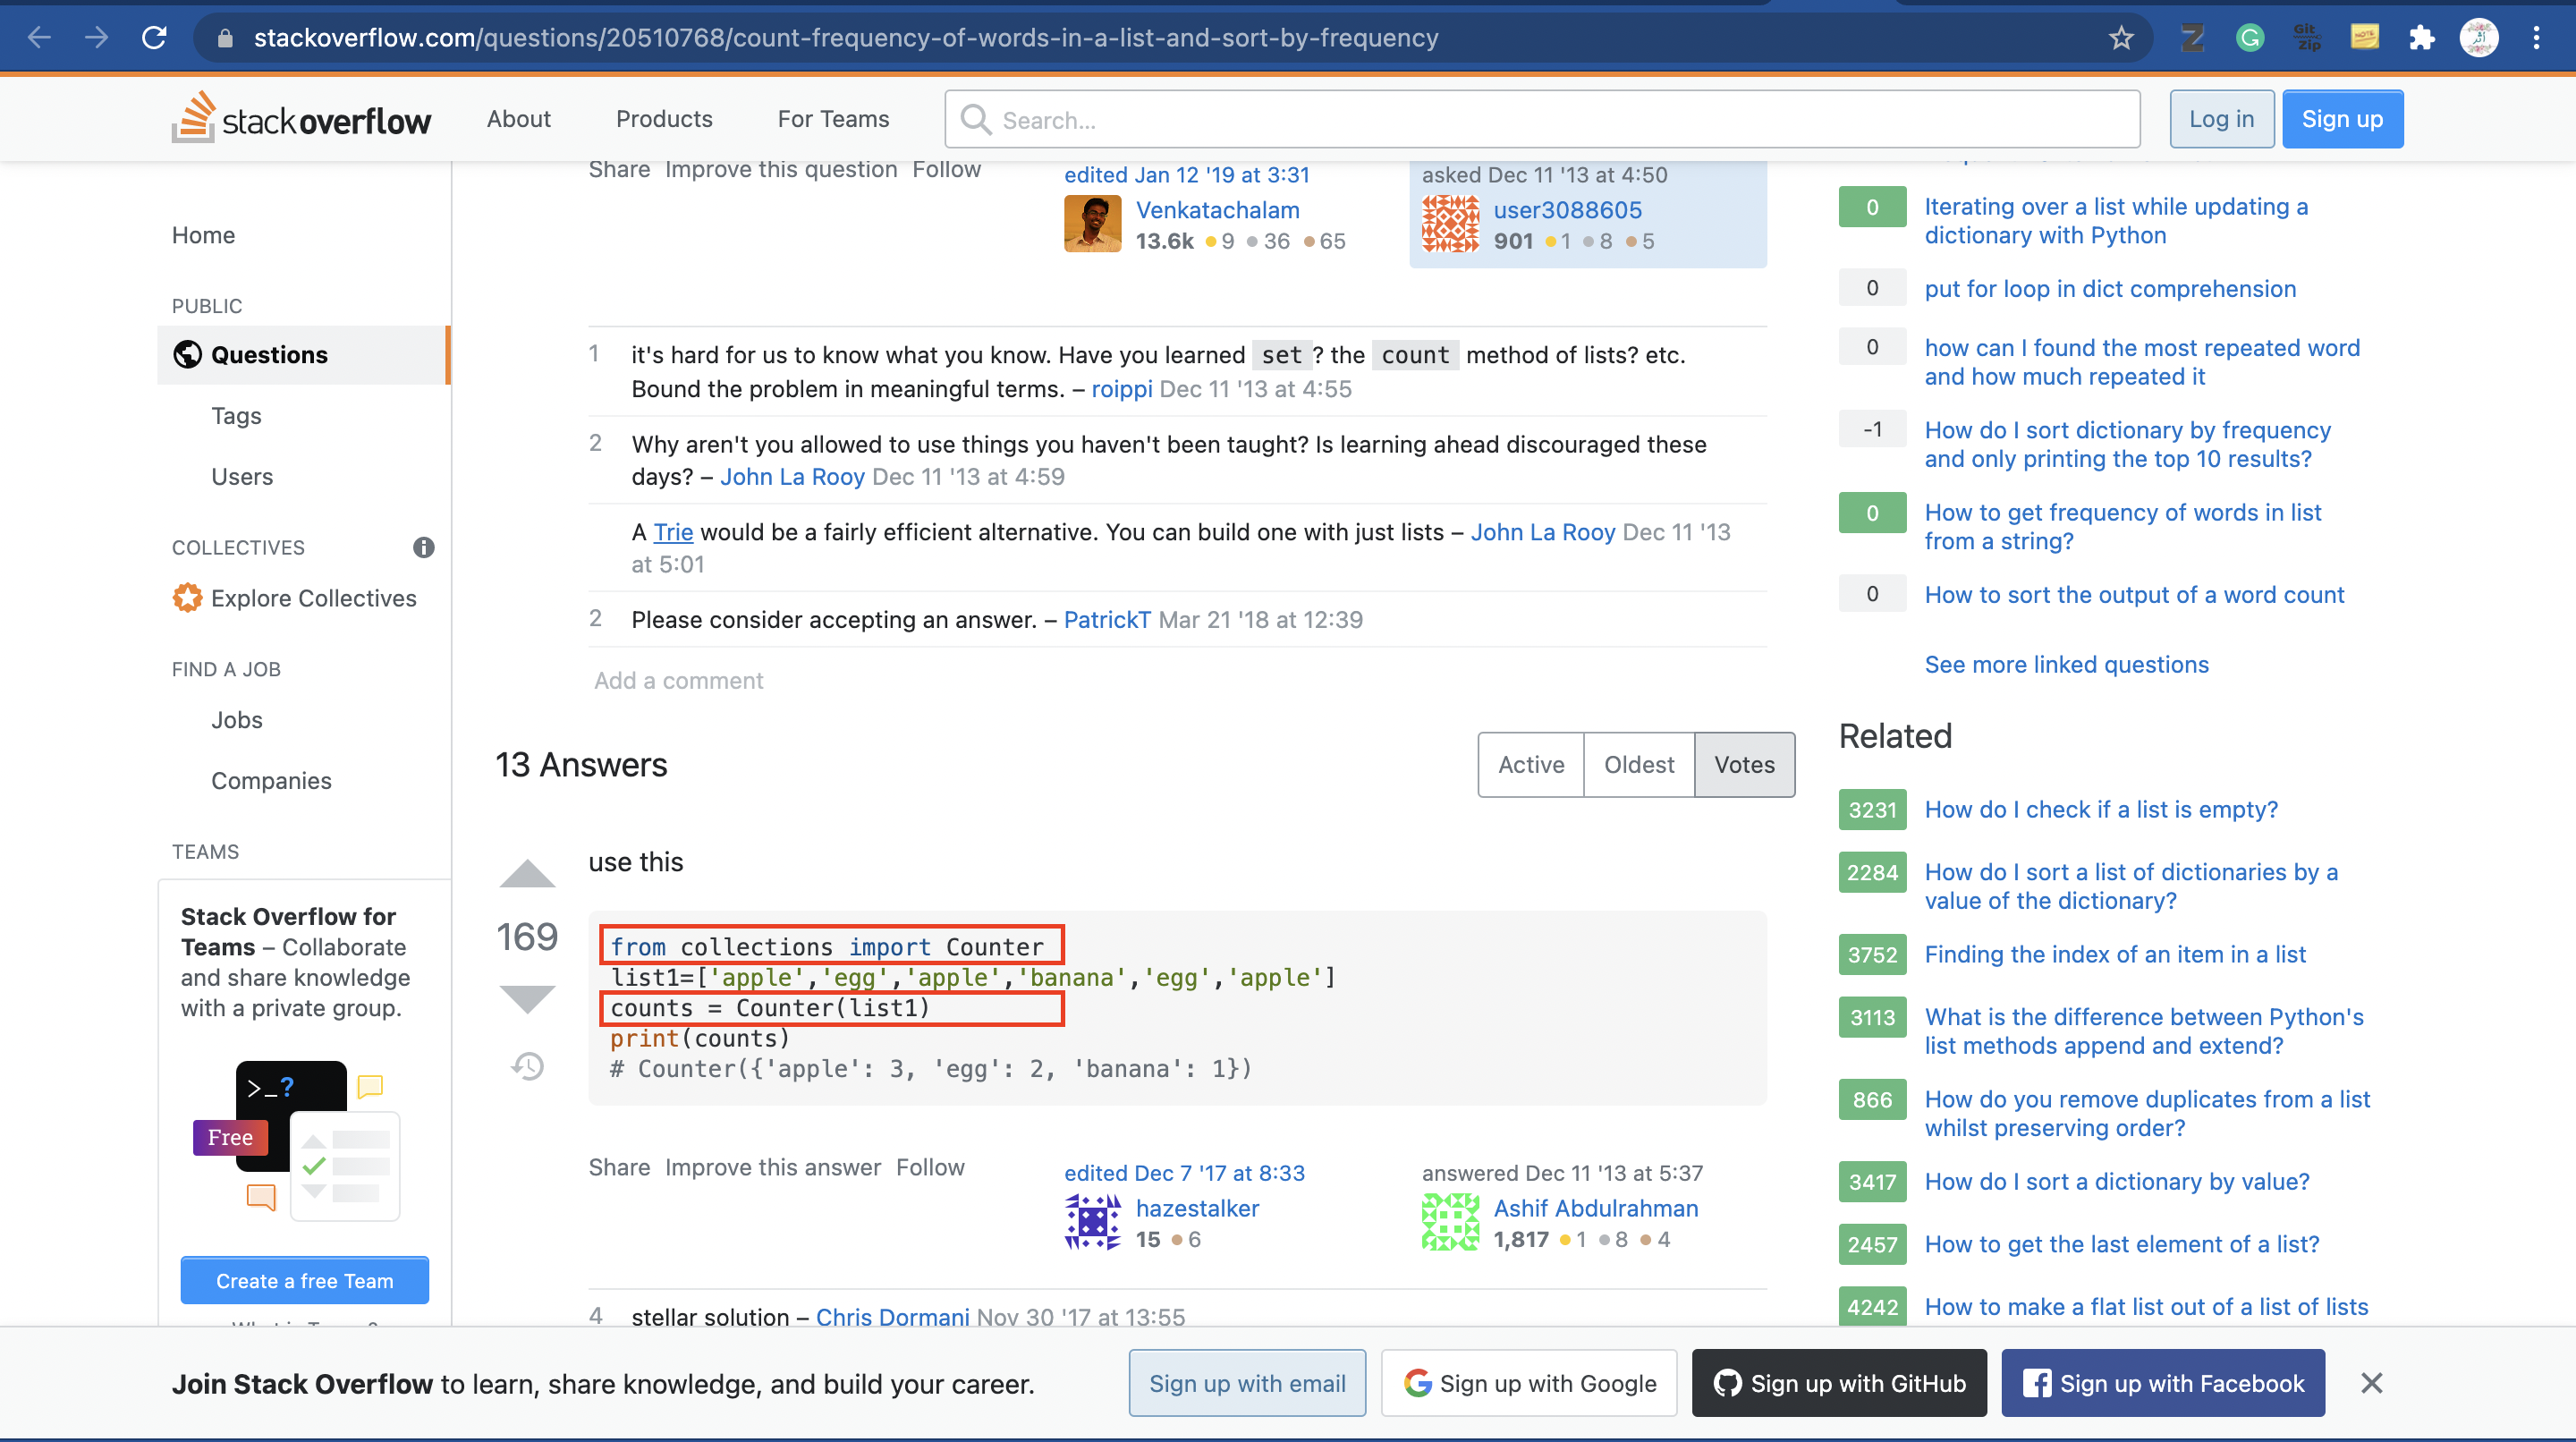 stackoverflow.com/questions/20510768/count-frequency-of-words-in-a-list-and-sort-by-frequency
Z
G
Git Zip
NOTE
stackoverflow
About
Products
For Teams
Search...
Log in
Sign up
Home
PUBLIC
Questions
Tags
Users
COLLECTIVES
Explore Collectives
FIND A JOB
Jobs
Companies
TEAMS
Stack Overflow for
Teams – Collaborate
and share knowledge
with a private group.
>_?
Free
Create a free Team
Share Improve this question Follow
edited Jan 12 '19 at 3:31
Venkatachalam
13.6k 9 36 65
asked Dec 11 '13 at 4:50
user3088605
901 1 8 5
1 it's hard for us to know what you know. Have you learned set ? the count method of lists? etc.
Bound the problem in meaningful terms. – roippi Dec 11 '13 at 4:55
2 Why aren't you allowed to use things you haven't been taught? Is learning ahead discouraged these
days? – John La Rooy Dec 11 '13 at 4:59
A Trie would be a fairly efficient alternative. You can build one with just lists – John La Rooy Dec 11 '13
at 5:01
2 Please consider accepting an answer. – PatrickT Mar 21 '18 at 12:39
Add a comment
13 Answers
Active Oldest Votes
169
use this
from collections import Counter
list1=['apple','egg','apple','banana','egg','apple']
counts = Counter(list1)
print(counts)
# Counter({'apple': 3, 'egg': 2, 'banana': 1})
Share Improve this answer Follow
edited Dec 7 '17 at 8:33
hazestalker
15 6
answered Dec 11 '13 at 5:37
Ashif Abdulrahman
1,817 1 8 4
4 stellar solution – Chris Dormani Nov 30 '17 at 13:55
0 Iterating over a list while updating a
dictionary with Python
0 put for loop in dict comprehension
0 how can I found the most repeated word
and how much repeated it
-1 How do I sort dictionary by frequency
and only printing the top 10 results?
0 How to get frequency of words in list
from a string?
0 How to sort the output of a word count
See more linked questions
Related
3231 How do I check if a list is empty?
2284 How do I sort a list of dictionaries by a
value of the dictionary?
3752 Finding the index of an item in a list
3113 What is the difference between Python's
list methods append and extend?
866 How do you remove duplicates from a list
whilst preserving order?
3417 How do I sort a dictionary by value?
2457 How to get the last element of a list?
4242 How to make a flat list out of a list of lists
Join Stack Overflow to learn, share knowledge, and build your career.
Sign up with email
Sign up with Google
Sign up with GitHub
Sign up with Facebook